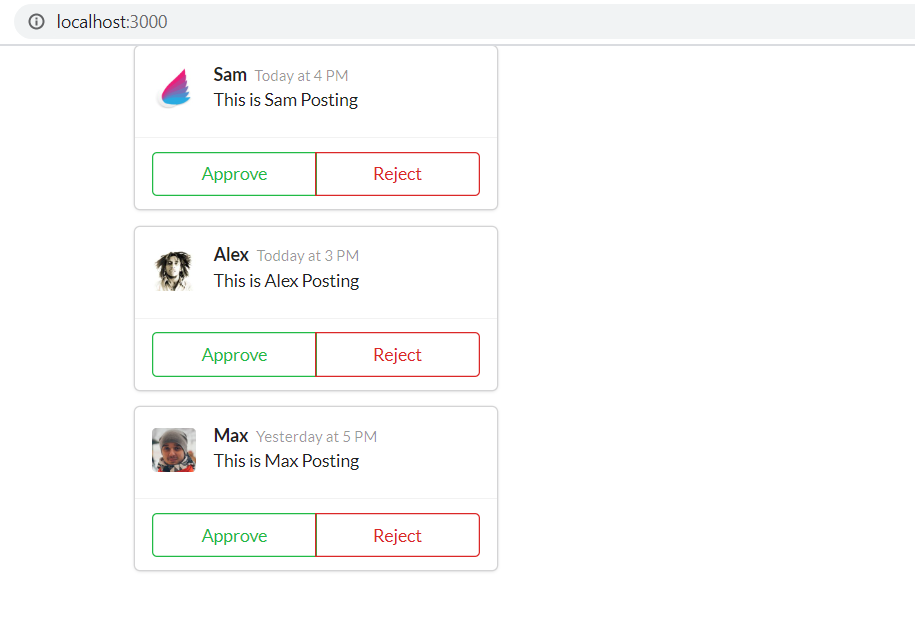 localhost:3000
Sam Today at 4 PM
This is Sam Posting
Approve Reject
Alex Todday at 3 PM
This is Alex Posting
Approve Reject
Max Yesterday at 5 PM
This is Max Posting
Approve Reject